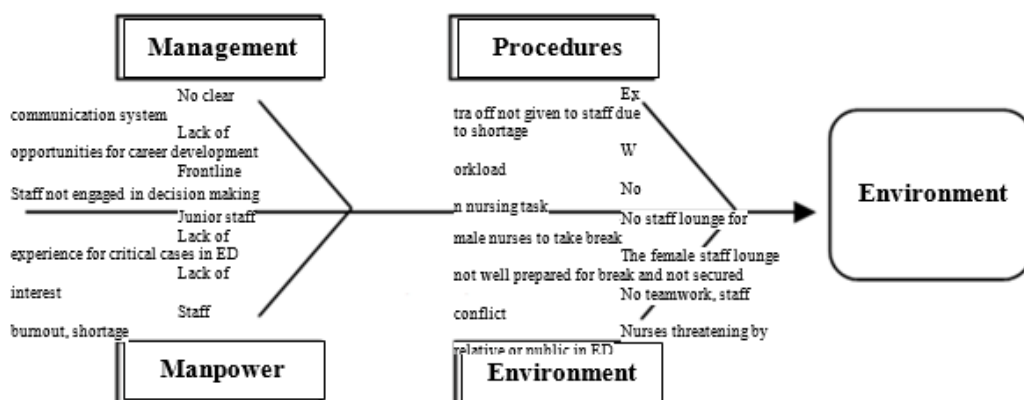 Management
No clear
communication system
Lack of
opportunities for career development
Frontline
Staff not engaged in decision making
Junior staff
Lack of
experience for critical cases in ED
Lack of
interest
Staff
burnout, shortage
Manpower
Procedures
Ex
tra off not given to staff due
to shortage
W
orkload
No
n nursing task
No staff lounge for
male nurses to take break
The female staff lounge
not well prepared for break and not secured
No teamwork, staff
conflict
Nurses threatening by
relative or public in ED
Environment
Environment